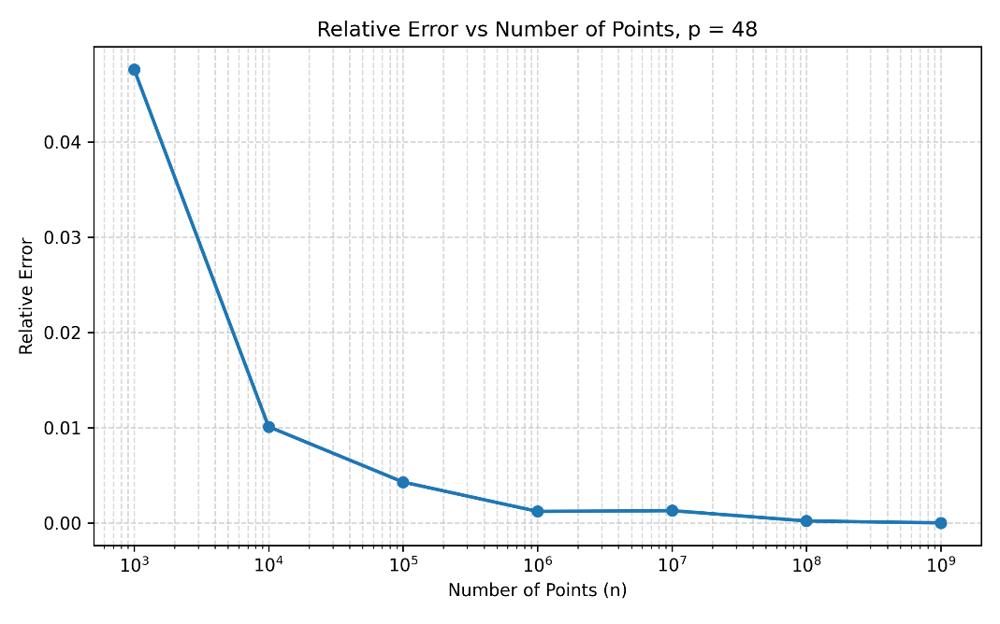 Relative Error vs Number of Points, p = 48
Relative Error
0.04
0.03
0.02
0.01
0.00
10³ 10⁴ 10⁵ 10⁶ 10⁷ 10⁸ 10⁹
Number of Points (n)